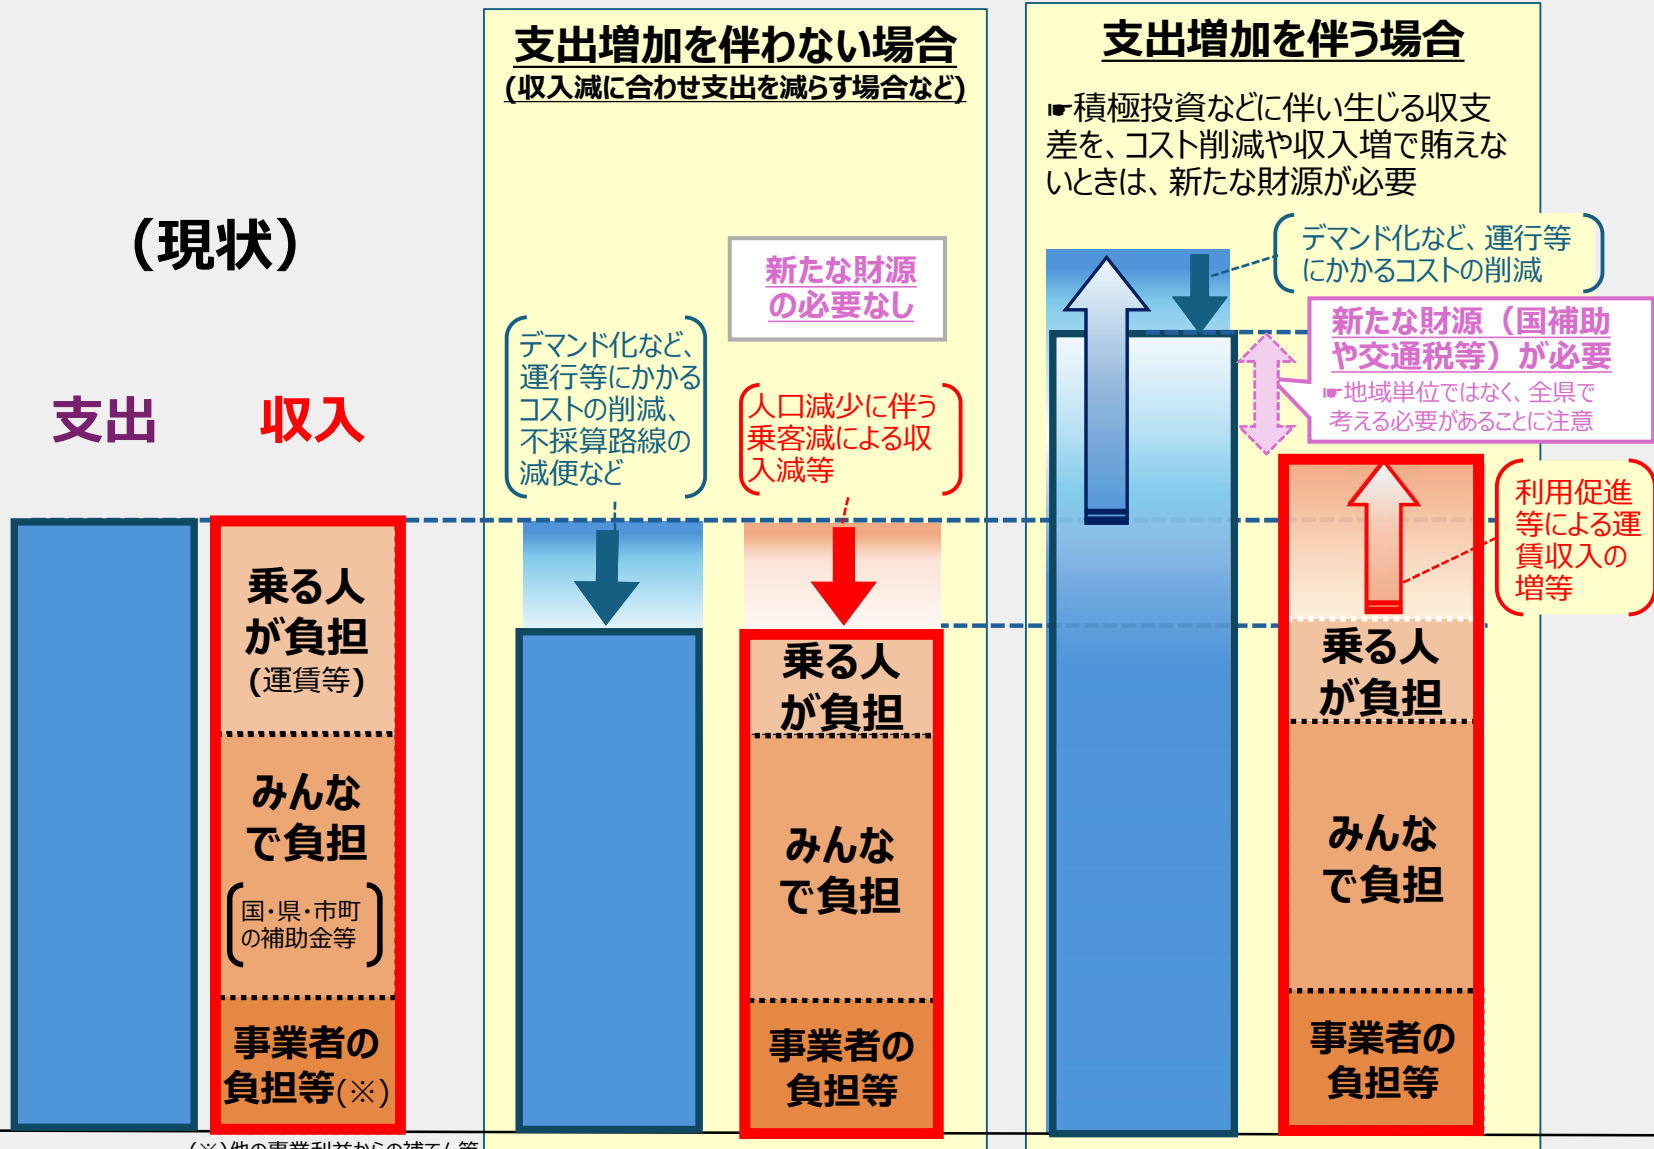 (現状)
支出
収入
乗る人
が負担
(運賃等)
みんな
で負担
国・県・市町
の補助金等
事業者の
負担等(※)
(※)他の事業利益からの補てん等
支出増加を伴わない場合
(収入減に合わせ支出を減らす場合など)
新たな財源
の必要なし
デマンド化など、
運行等にかかる
コストの削減、
不採算路線の
減便など
人口減少に伴う
乗客減による収
入減等
乗る人
が負担
みんな
で負担
事業者の
負担等
支出増加を伴う場合
☛積極投資などに伴い生じる収支
差を、コスト削減や収入増で賄えな
いときは、新たな財源が必要
デマンド化など、運行等
にかかるコストの削減
新たな財源(国補助
や交通税等)が必要
☛地域単位ではなく、全県で
考える必要があることに注意
利用促進
等による運
賃収入の
増等
乗る人
が負担
みんな
で負担
事業者の
負担等